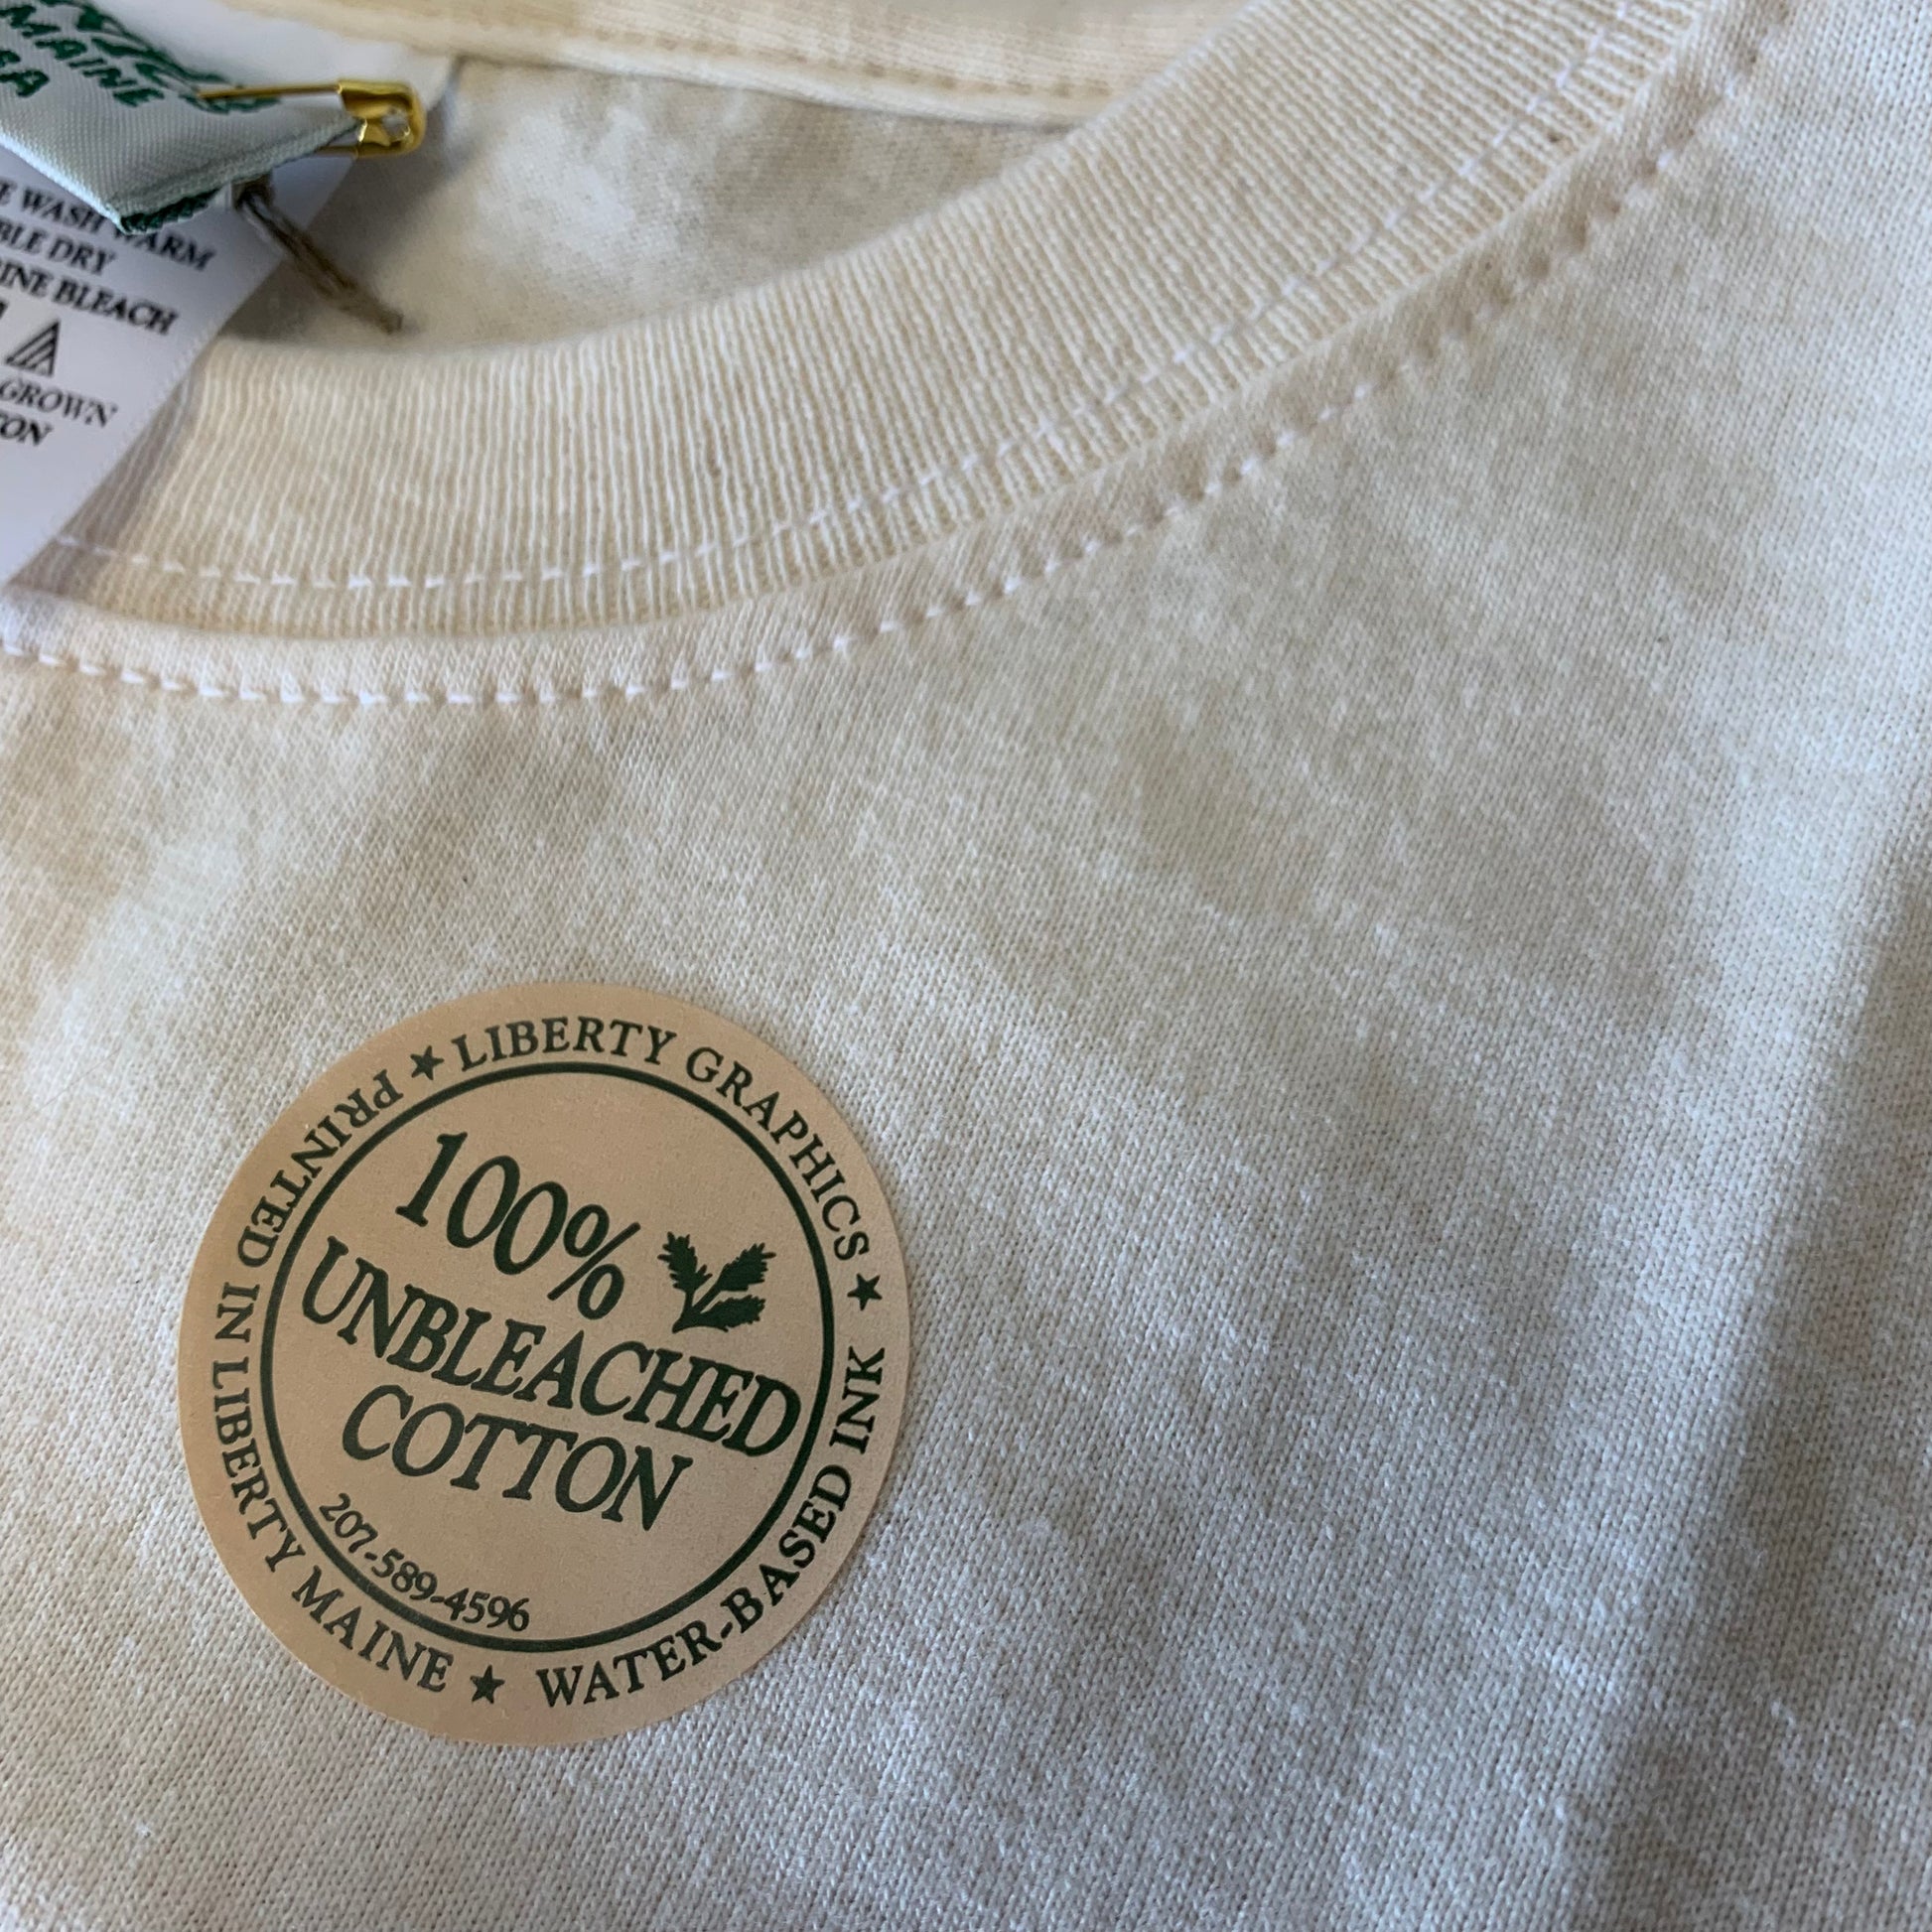 MAINE
E WASH WARM
BLE DRY
INE BLEACH
GROWN
TON
★ LIBERTY GRAPHICS ★
WATER-BASED INK
PRINTED IN LIBERTY MAINE ★
100%
UNBLEACHED
COTTON
207-589-4596